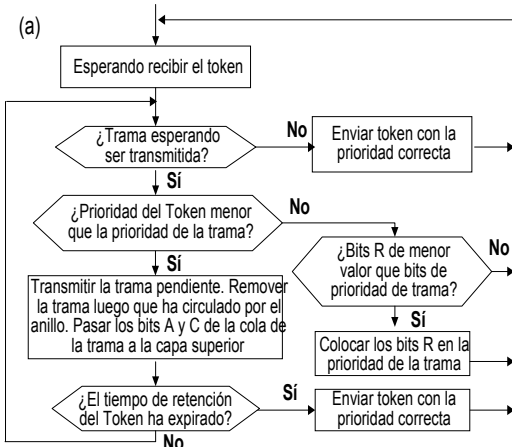 (a)
Esperando recibir el token
¿Trama esperando
ser transmitida?
No
Enviar token con la
prioridad correcta
Sí
¿Prioridad del Token menor
que la prioridad de la trama?
No
¿Bits R de menor
valor que bits de
prioridad de trama?
No
Sí
Transmitir la trama pendiente. Remover
la trama luego que ha circulado por el
anillo. Pasar los bits A y C de la cola de
la trama a la capa superior
Sí
Colocar los bits R en la
prioridad de la trama
¿El tiempo de retención
del Token ha expirado?
Sí
Enviar token con la
prioridad correcta
No